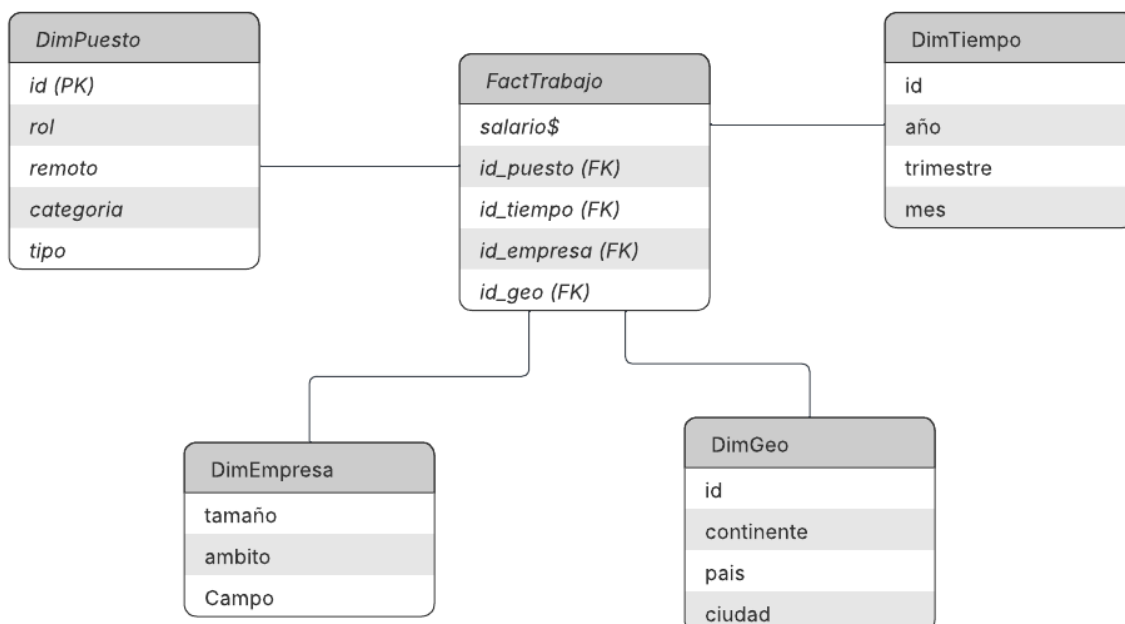 DimPuesto
id (PK)
rol
remoto
categoria
tipo
FactTrabajo
salario$
id_puesto (FK)
id_tiempo (FK)
id_empresa (FK)
id_geo (FK)
DimTiempo
id
año
trimestre
mes
DimEmpresa
tamaño
ambito
Campo
DimGeo
id
continente
pais
ciudad